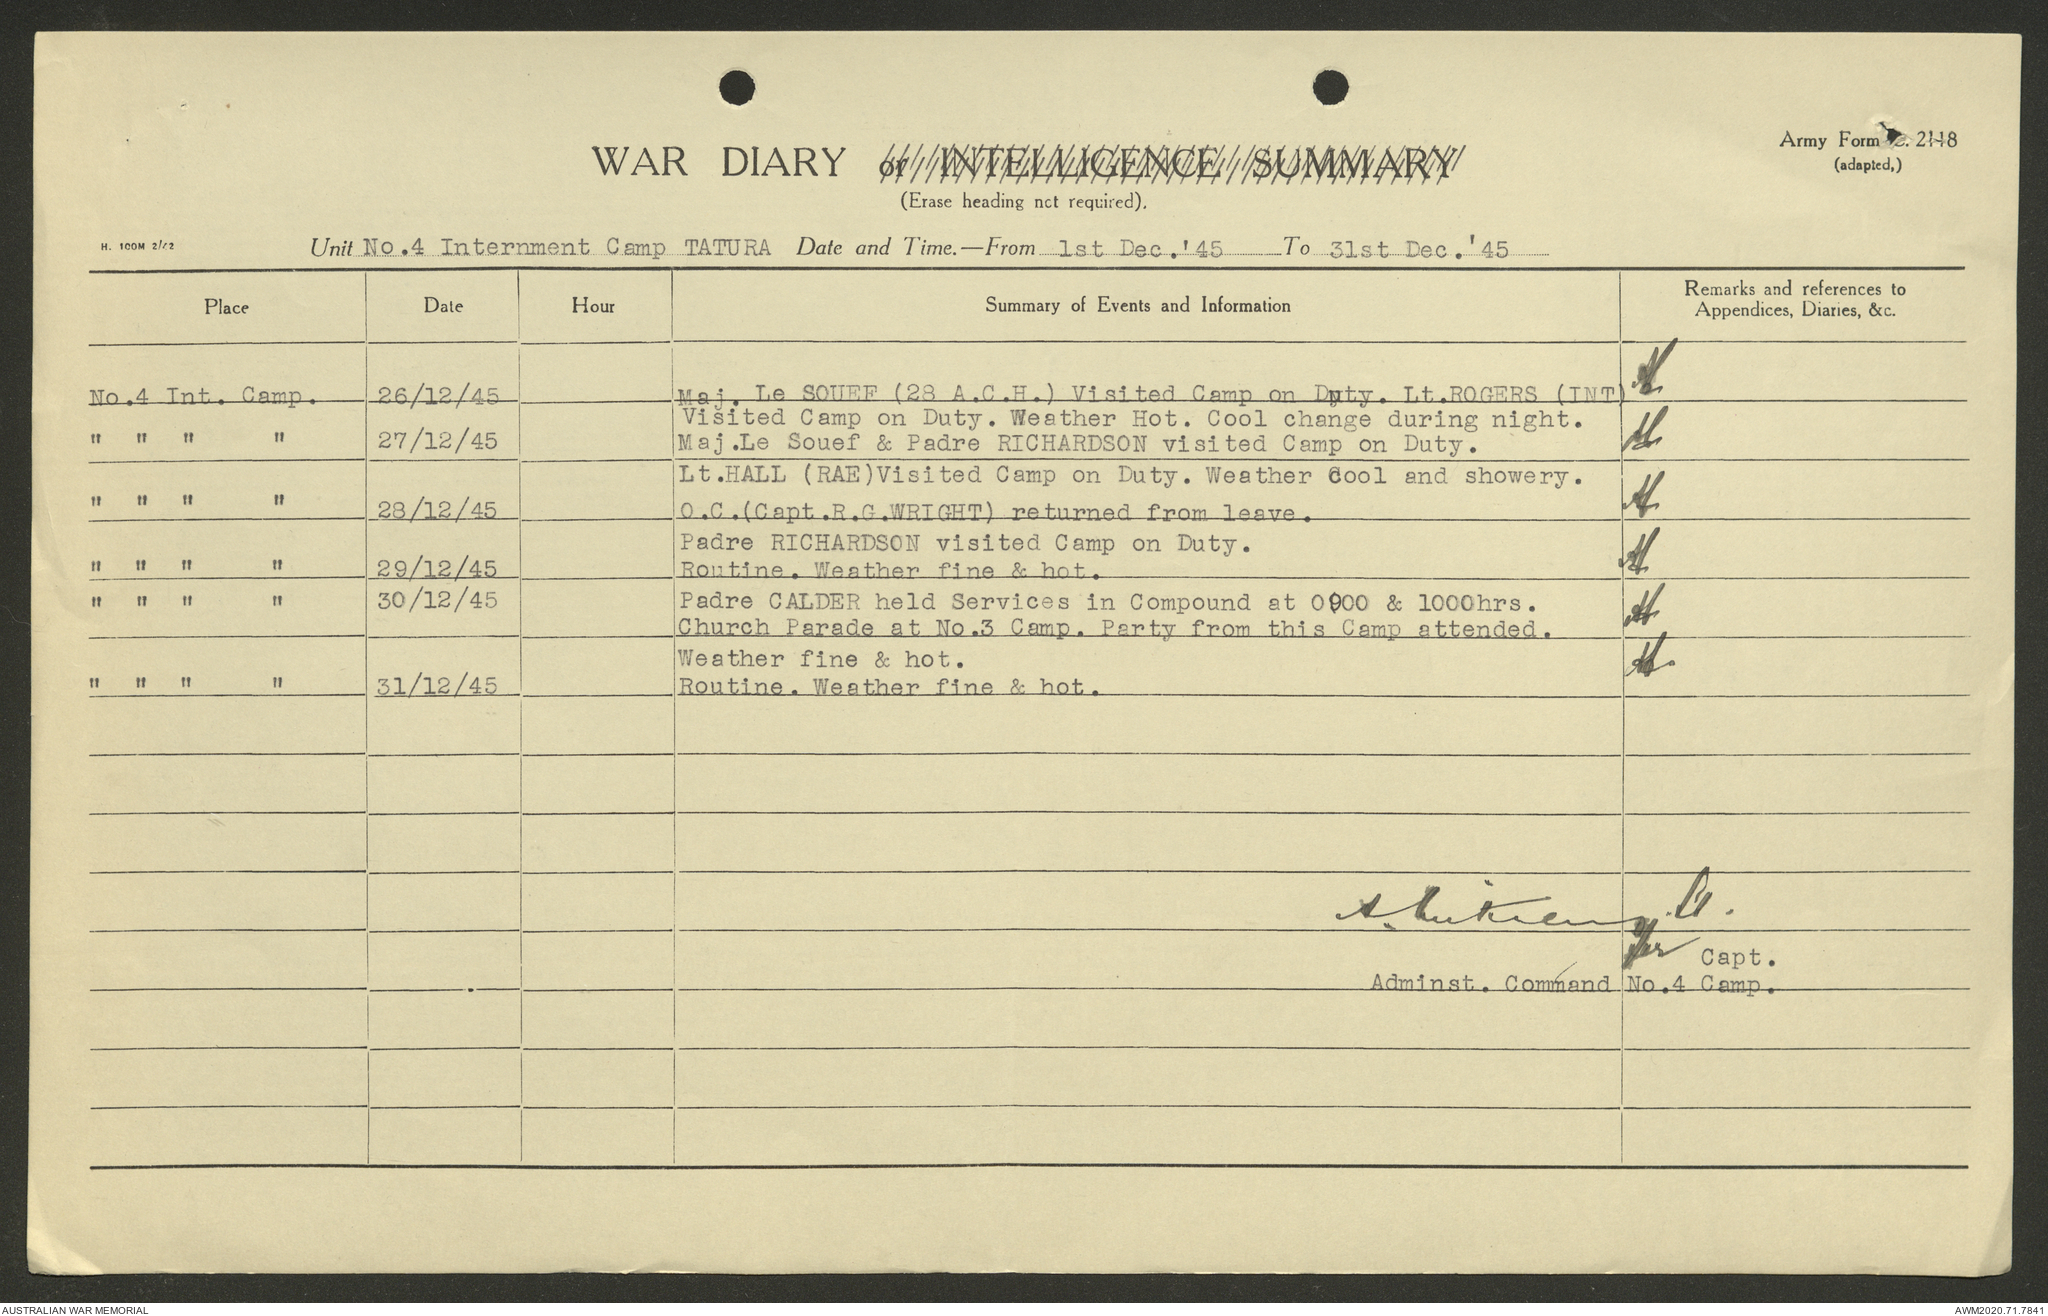 Army Form C. 2118
(adapted,)
WAR DIARY or INTELLIGENCE SUMMARY
(Erase heading not required).
H. 100M 2/42
Unit No.4 Internment Camp TATURA Date and Time.—From 1st Dec.'45 To 31st Dec.'45
Place Date Hour Summary of Events and Information Remarks and references to
Appendices, Diaries, &c.
No.4 Int. Camp. 26/12/45 Maj. Le SOUEF (28 A.C.H.) Visited Camp on Duty. Lt.ROGERS (INT)
Visited Camp on Duty. Weather Hot. Cool change during night.
" " " " 27/12/45 Maj.Le Souef & Padre RICHARDSON visited Camp on Duty.
Lt.HALL (RAE)Visited Camp on Duty. Weather Cool and showery.
" " " " 28/12/45 O.C.(Capt.R.G.WRIGHT) returned from leave.
Padre RICHARDSON visited Camp on Duty.
" " " " 29/12/45 Routine. Weather fine & hot.
" " " " 30/12/45 Padre CALDER held Services in Compound at 0900 & 1000hrs.
Church Parade at No.3 Camp. Party from this Camp attended.
Weather fine & hot.
" " " " 31/12/45 Routine. Weather fine & hot.
Lt.
for Capt.
Adminst. Command No.4 Camp.
AUSTRALIAN WAR MEMORIAL
AWM2020.71.7841